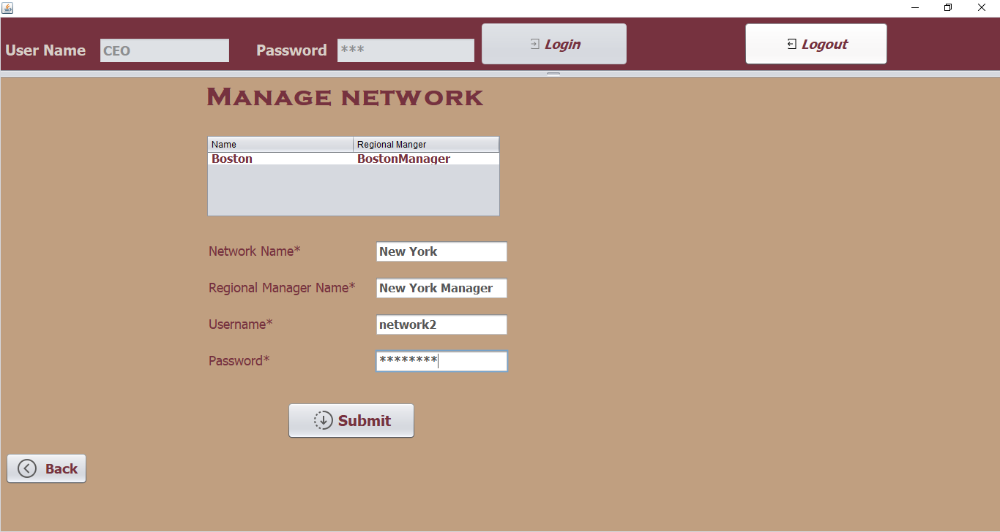 User Name CEO Password *** Login Logout
MANAGE NETWORK
Name Regional Manger
Boston BostonManager
Network Name* New York
Regional Manager Name* New York Manager
Username* network2
Password* ********
Submit
Back